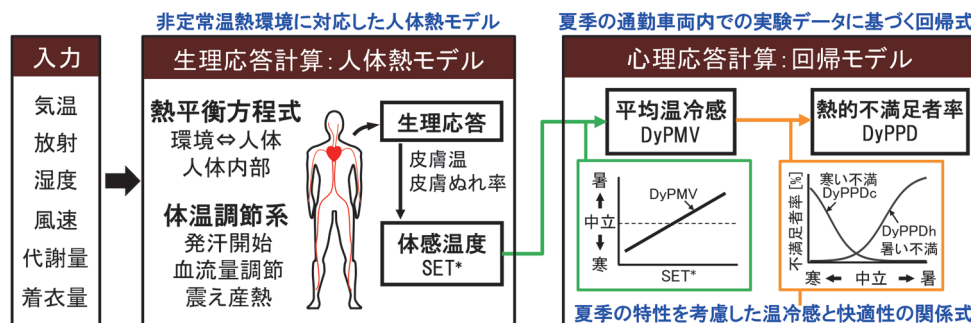 非定常温熱環境に対応した人体熱モデル
夏季の通勤車両内での実験データに基づく回帰式
入力
気温
放射
湿度
風速
代謝量
着衣量
生理応答計算:人体熱モデル
熱平衡方程式
環境⇔人体
人体内部
体温調節系
発汗開始
血流量調節
震え産熱
生理応答
皮膚温
皮膚ぬれ率
体感温度
SET*
心理応答計算:回帰モデル
平均温冷感
DyPMV
熱的不満足者率
DyPPD
暑
中立
寒
DyPMV
SET*
不満足者率 [%]
寒い不満
DyPPDc
DyPPDh
暑い不満
寒 中立 暑
夏季の特性を考慮した温冷感と快適性の関係式